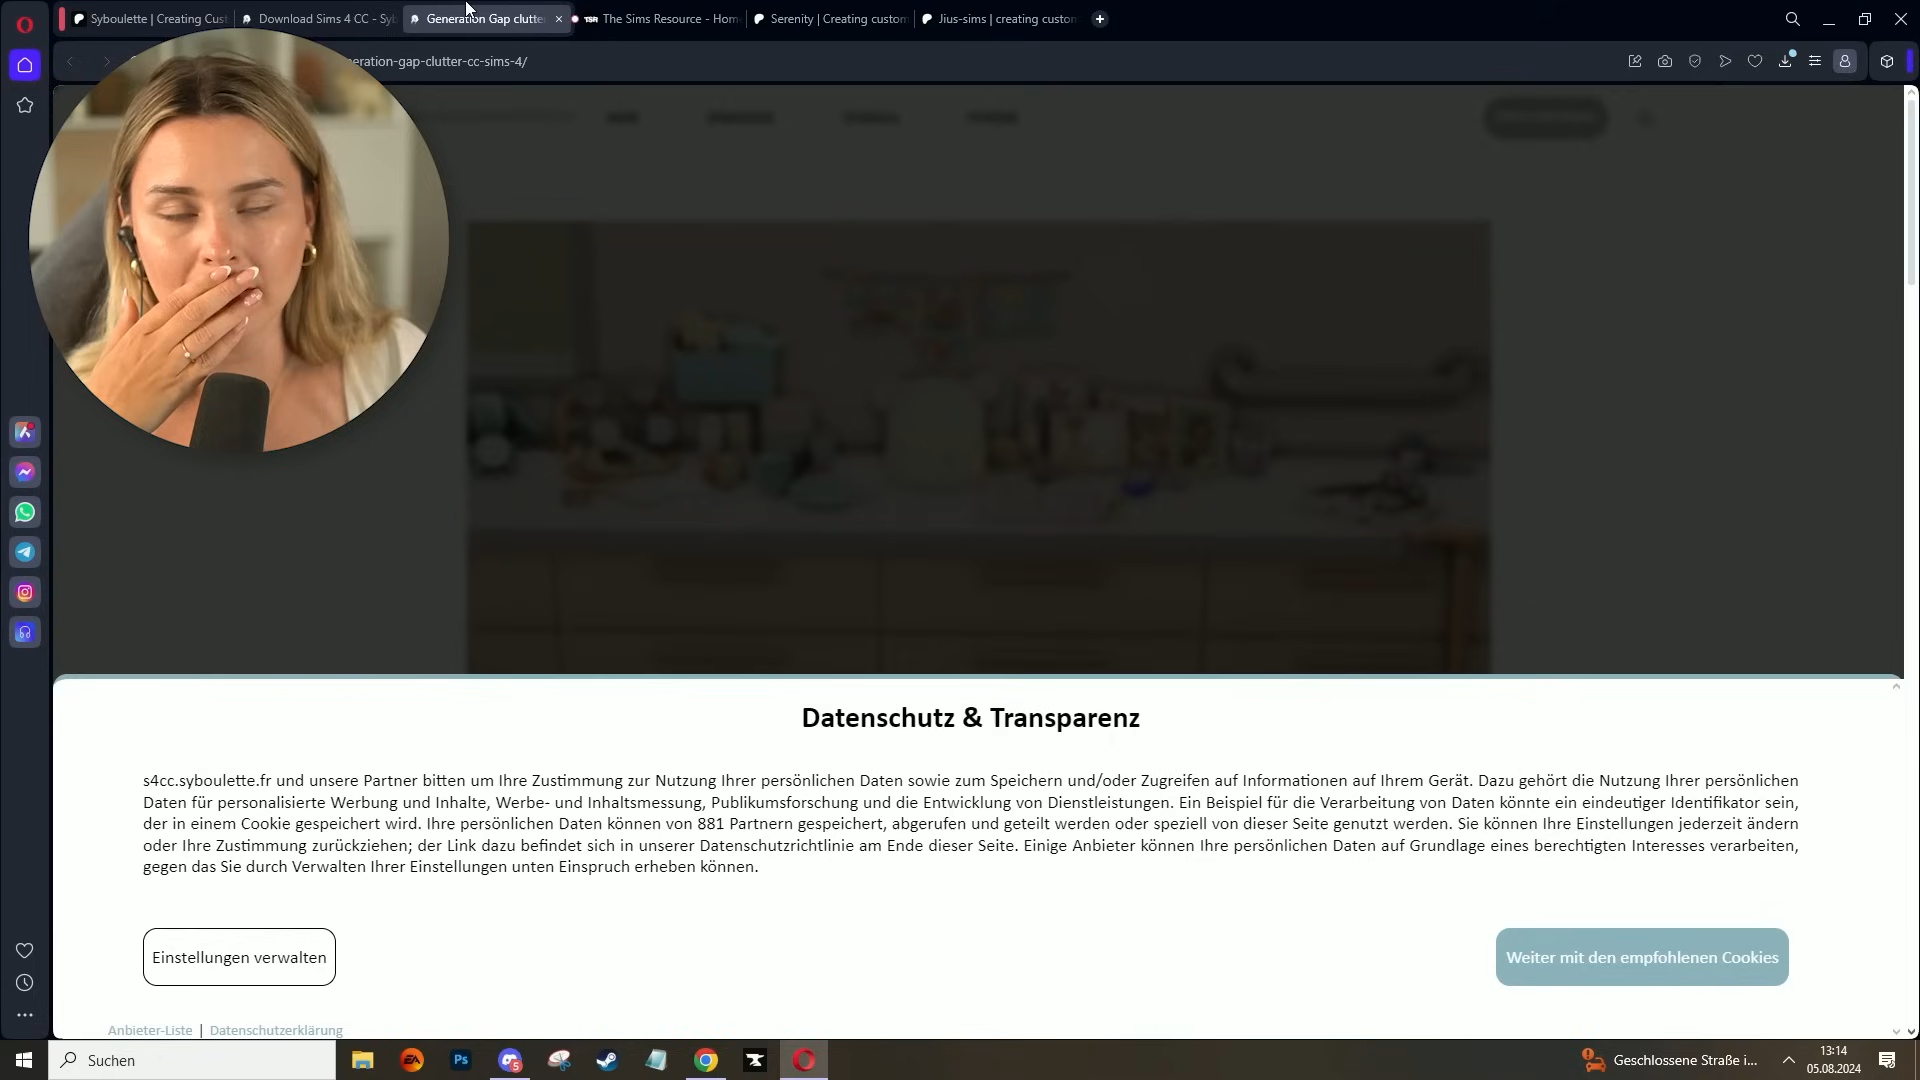 Syboulette | Creating Cust
Download Sims 4 CC - Syb
Generation Gap clutte
TSR The Sims Resource - Hom
Serenity | Creating custom
Jius-sims | creating custom
neration-gap-clutter-cc-sims-4/
Datenschutz & Transparenz
s4cc.syboulette.fr und unsere Partner bitten um Ihre Zustimmung zur Nutzung Ihrer persönlichen Daten sowie zum Speichern und/oder Zugreifen auf Informationen auf Ihrem Gerät. Dazu gehört die Nutzung Ihrer persönlichen
Daten für personalisierte Werbung und Inhalte, Werbe- und Inhaltsmessung, Publikumsforschung und die Entwicklung von Dienstleistungen. Ein Beispiel für die Verarbeitung von Daten könnte ein eindeutiger Identifikator sein,
der in einem Cookie gespeichert wird. Ihre persönlichen Daten können von 881 Partnern gespeichert, abgerufen und geteilt werden oder speziell von dieser Seite genutzt werden. Sie können Ihre Einstellungen jederzeit ändern
oder Ihre Zustimmung zurückziehen; der Link dazu befindet sich in unserer Datenschutzrichtlinie am Ende dieser Seite. Einige Anbieter können Ihre persönlichen Daten auf Grundlage eines berechtigten Interesses verarbeiten,
gegen das Sie durch Verwalten Ihrer Einstellungen unten Einspruch erheben können.
Einstellungen verwalten
Weiter mit den empfohlenen Cookies
Anbieter-Liste | Datenschutzerklärung
Suchen
EA
Ps
5
Geschlossene Straße i...
13:14
05.08.2024